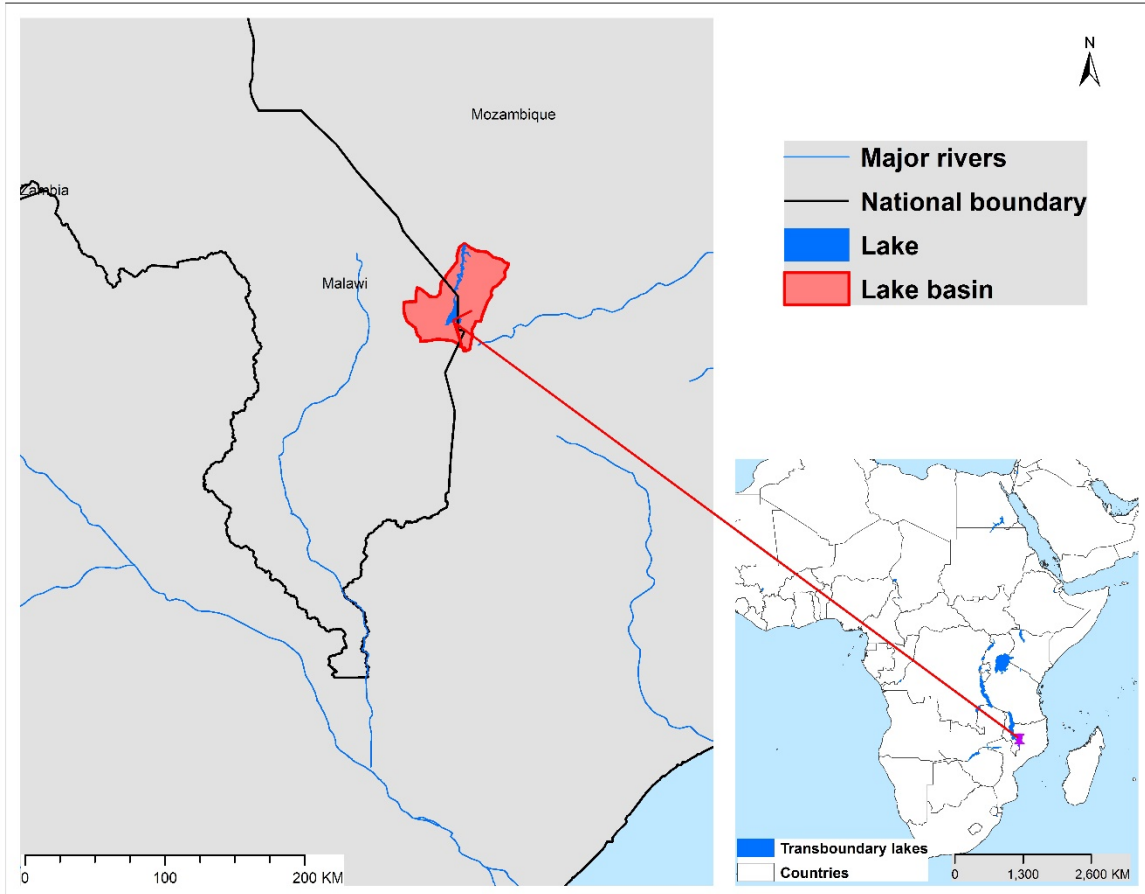 N
Mozambique
Major rivers
National boundary
Lake
Lake basin
Zambia
Malawi
0 100 200 KM
Transboundary lakes
Countries
0 1,300 2,600 KM